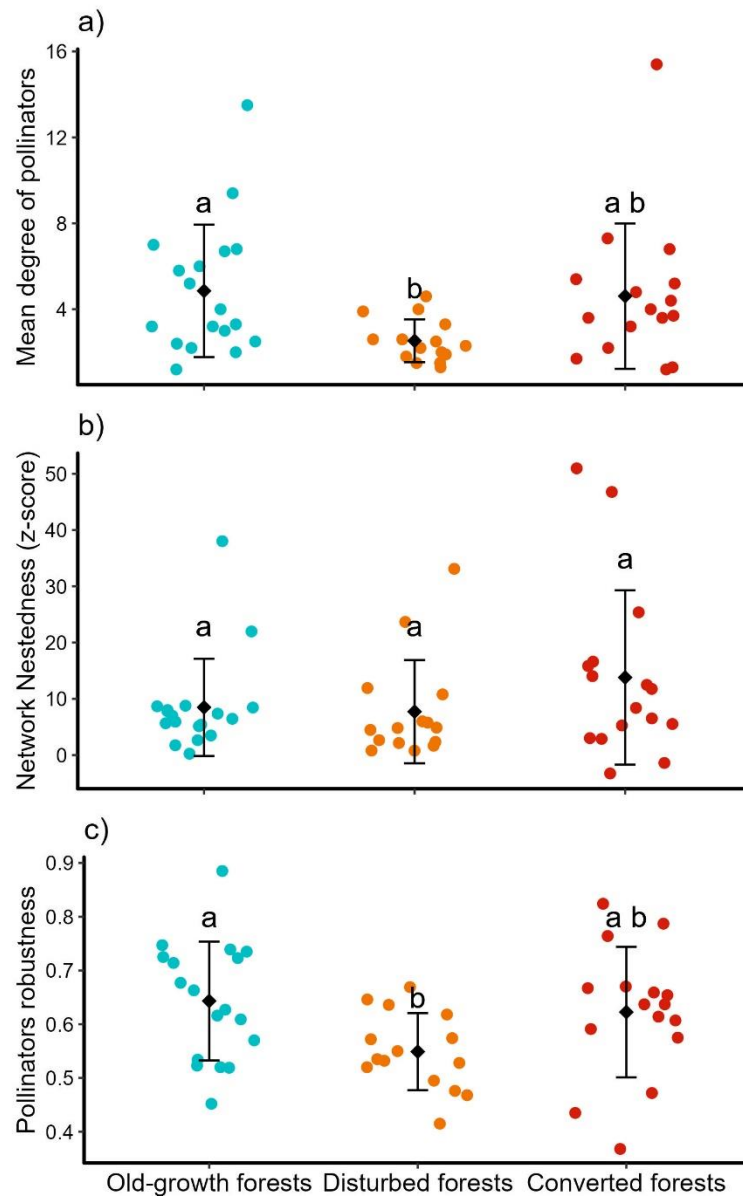 a)
Mean degree of pollinators
16
12
8
4
a
b
a b
b)
Network Nestedness (z-score)
50
40
30
20
10
0
a
a
a
c)
Pollinators robustness
0.9
0.8
0.7
0.6
0.5
0.4
a
b
a b
Old-growth forests Disturbed forests Converted forests